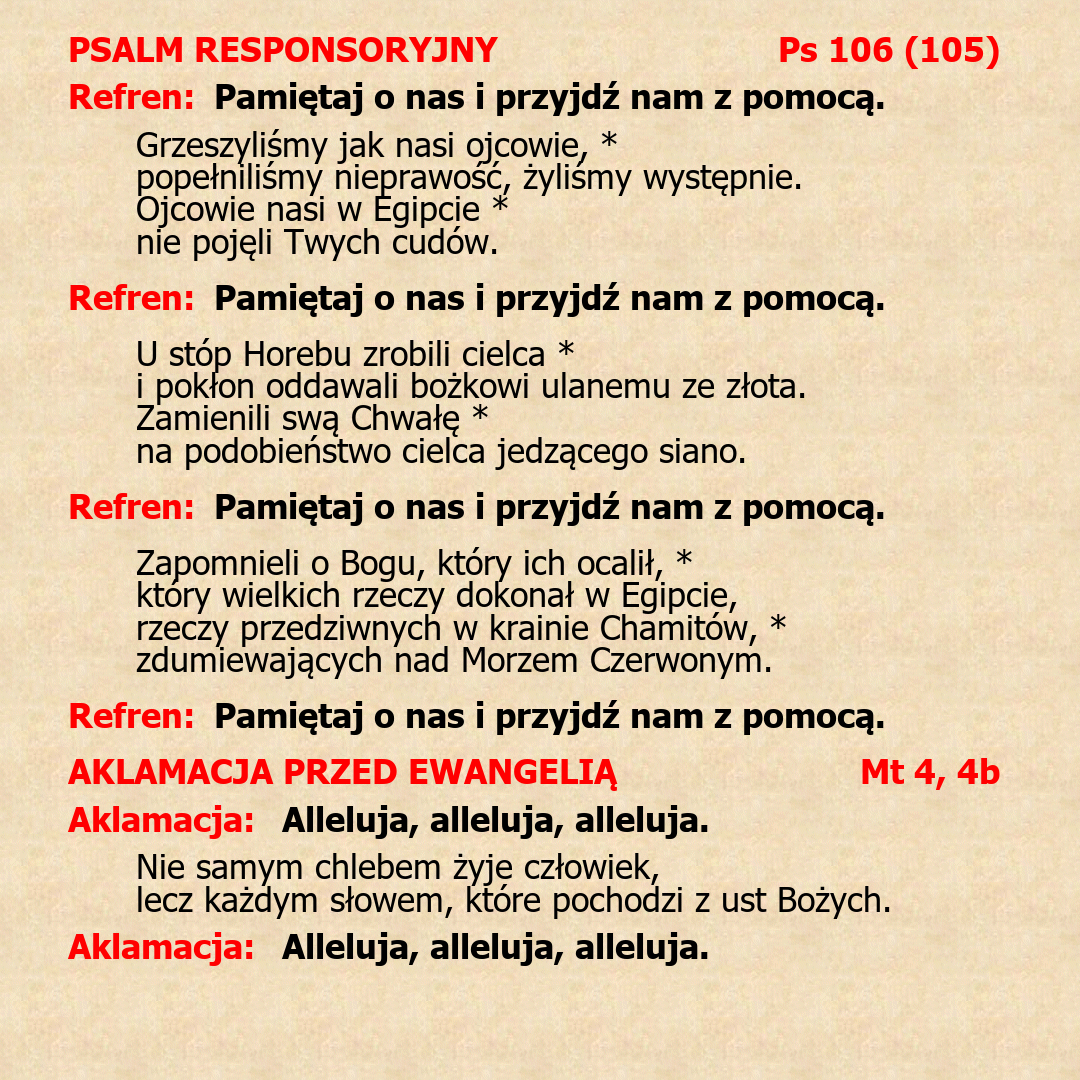 PSALM RESPONSORYJNY Ps 106 (105)
Refren: Pamiętaj o nas i przyjdź nam z pomocą.
Grzeszyliśmy jak nasi ojcowie, *
popełniliśmy nieprawość, żyliśmy występnie.
Ojcowie nasi w Egipcie *
nie pojęli Twych cudów.
Refren: Pamiętaj o nas i przyjdź nam z pomocą.
U stóp Horebu zrobili cielca *
i pokłon oddawali bożkowi ulanemu ze złota.
Zamienili swą Chwałę *
na podobieństwo cielca jedzącego siano.
Refren: Pamiętaj o nas i przyjdź nam z pomocą.
Zapomnieli o Bogu, który ich ocalił, *
który wielkich rzeczy dokonał w Egipcie,
rzeczy przedziwnych w krainie Chamitów, *
zdumiewających nad Morzem Czerwonym.
Refren: Pamiętaj o nas i przyjdź nam z pomocą.
AKLAMACJA PRZED EWANGELIĄ Mt 4, 4b
Aklamacja: Alleluja, alleluja, alleluja.
Nie samym chlebem żyje człowiek,
lecz każdym słowem, które pochodzi z ust Bożych.
Aklamacja: Alleluja, alleluja, alleluja.